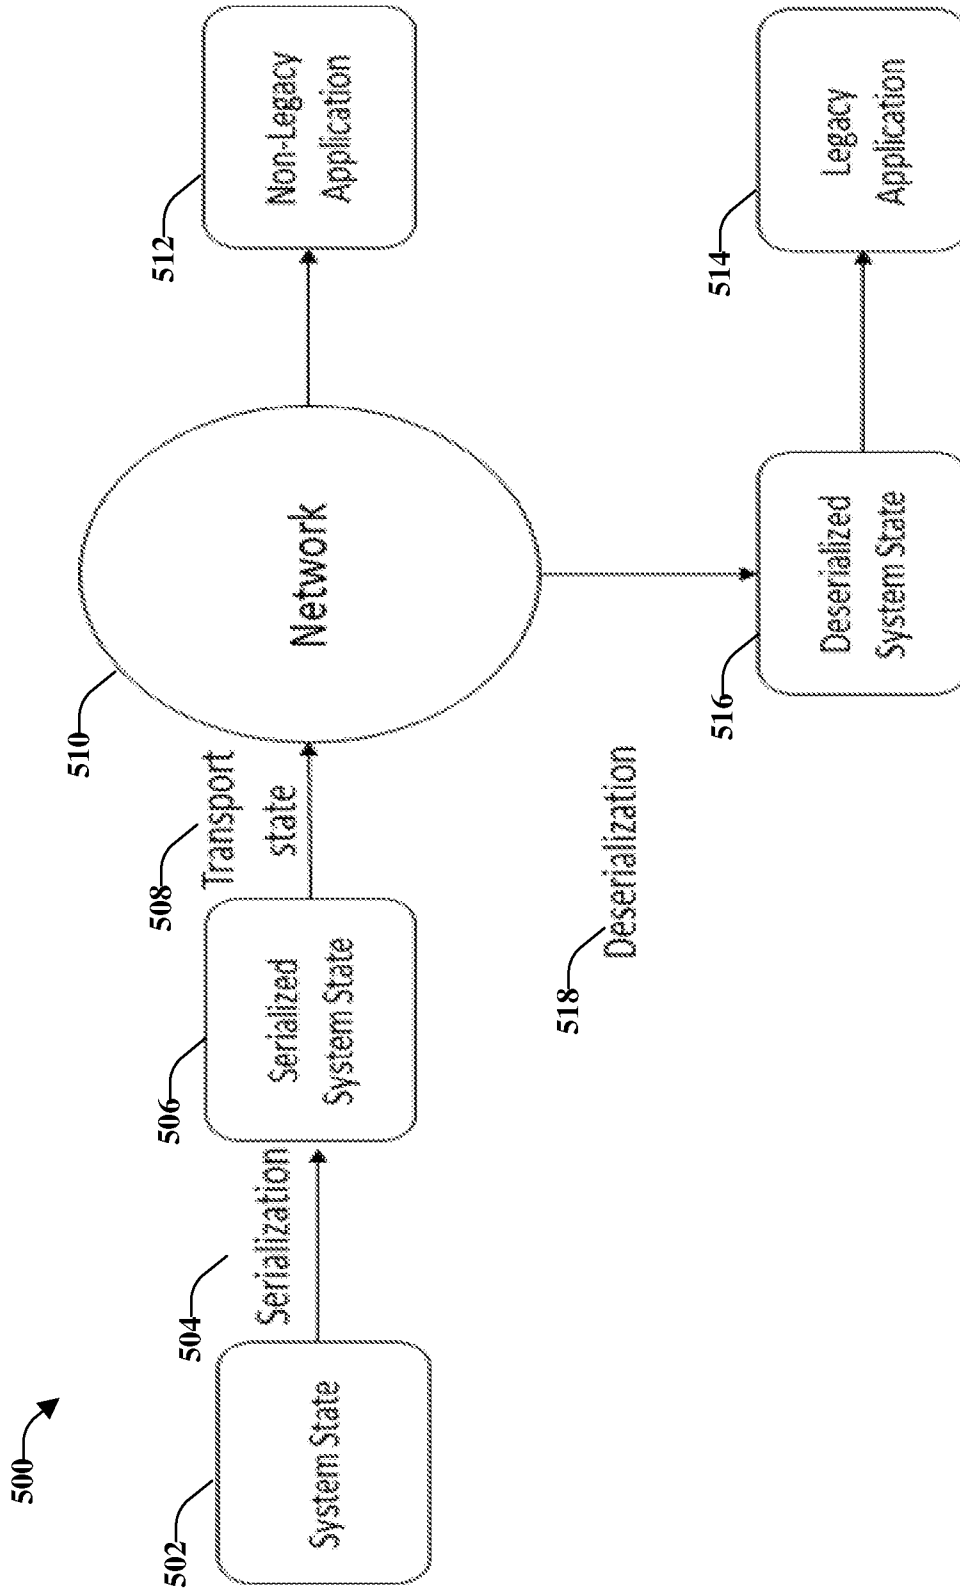 500
502
System State
504
Serialization
506
Serialized
System State
508
Transport
state
510
Network
512
Non-Legacy
Application
518
Deserialization
516
Deserialized
System State
514
Legacy
Application